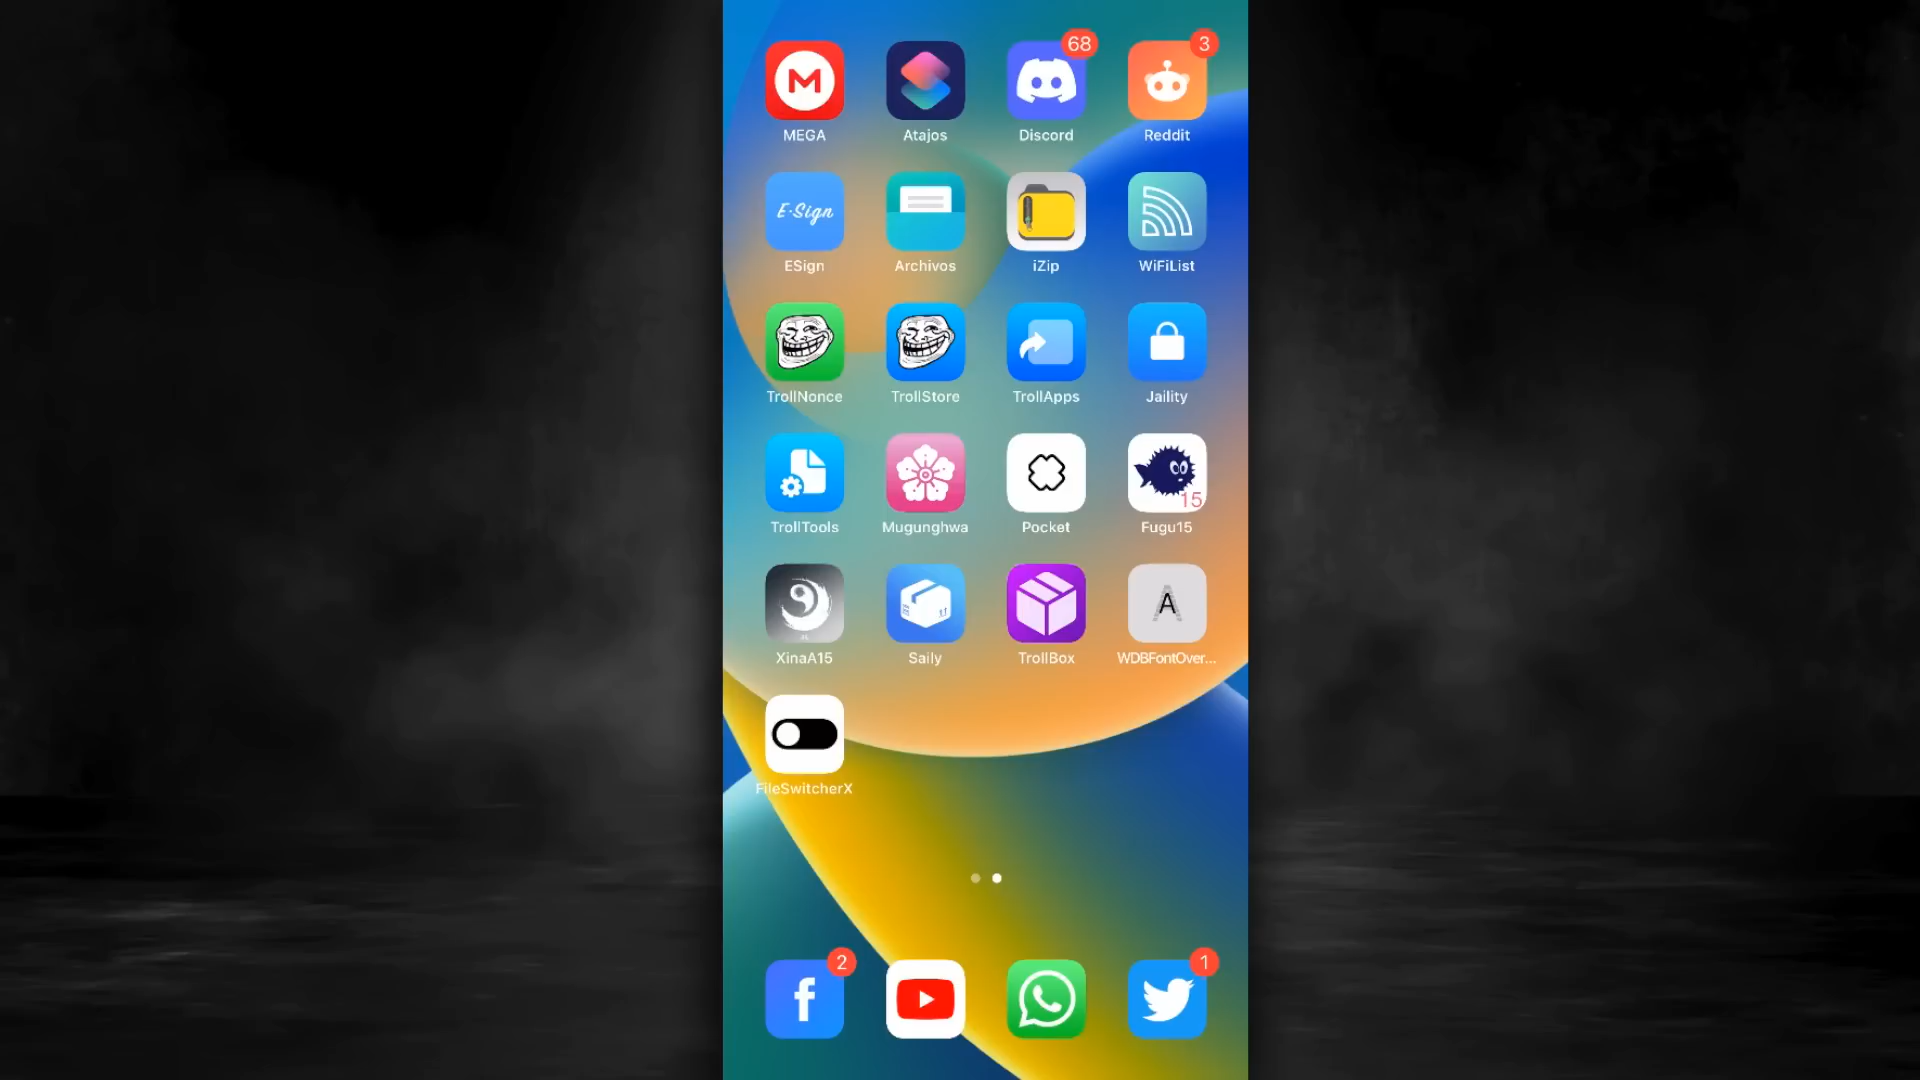 68
3
MEGA
Atajos
Discord
Reddit
E-Sign
ESign
Archivos
iZip
WiFiList
TrollNonce
TrollStore
TrollApps
Jaility
15
TrollTools
Mugunghwa
Pocket
Fugu15
A
XinaA15
Saily
TrollBox
WDBFontOver...
FileSwitcherX
2
1